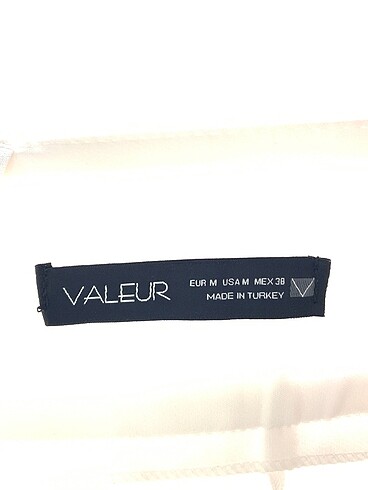 VALEUR
EUR M USA M MEX 38
MADE IN TURKEY